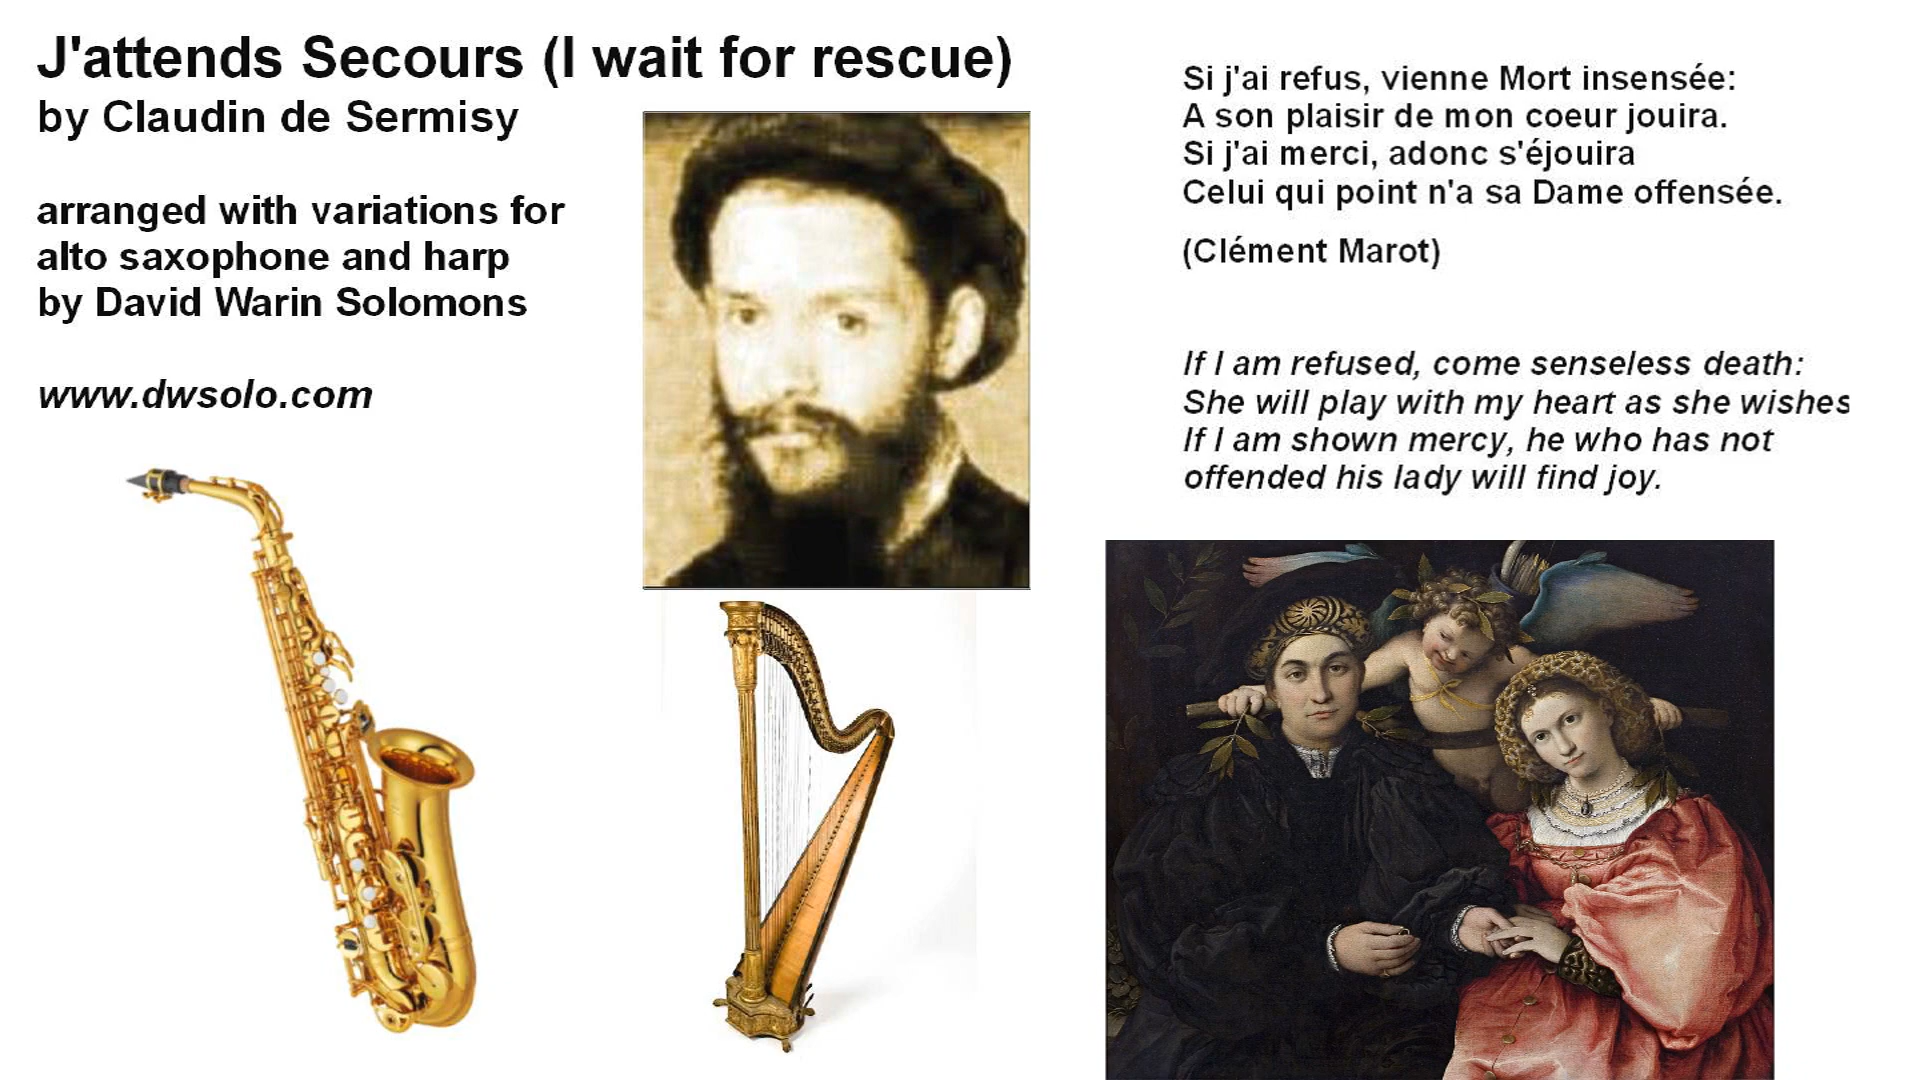 J'attends Secours (I wait for rescue)
by Claudin de Sermisy
arranged with variations for
alto saxophone and harp
by David Warin Solomons
www.dwsolo.com
Si j'ai refus, vienne Mort insensée:
A son plaisir de mon coeur jouira.
Si j'ai merci, adonc s'éjouira
Celui qui point n'a sa Dame offensée.
(Clément Marot)
If I am refused, come senseless death:
She will play with my heart as she wishes
If I am shown mercy, he who has not
offended his lady will find joy.